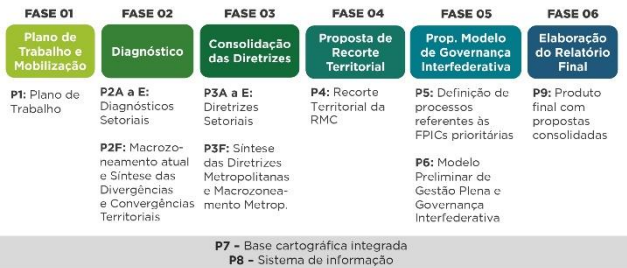 FASE 01
Plano de
Trabalho e
Mobilização
P1: Plano de
Trabalho
FASE 02
Diagnóstico
P2A a E:
Diagnósticos
Setoriais
P2F: Macrozo-
neamento atual
e Síntese das
Divergências
e Convergências
Territoriais
FASE 03
Consolidação
das Diretrizes
P3A a E:
Diretrizes
Setoriais
P3F: Síntese
das Diretrizes
Metropolitanas
e Macrozonea-
mento Metrop.
FASE 04
Proposta de
Recorte
Territorial
P4: Recorte
Territorial da
RMC
FASE 05
Prop. Modelo
de Governança
Interfederativa
P5: Definição de
processos
referentes às
FPICs prioritárias
P6: Modelo
Preliminar de
Gestão Plena e
Governança
Interfederativa
FASE 06
Elaboração
do Relatório
Final
P9: Produto
final com
propostas
consolidadas
P7 – Base cartográfica integrada
P8 – Sistema de informação